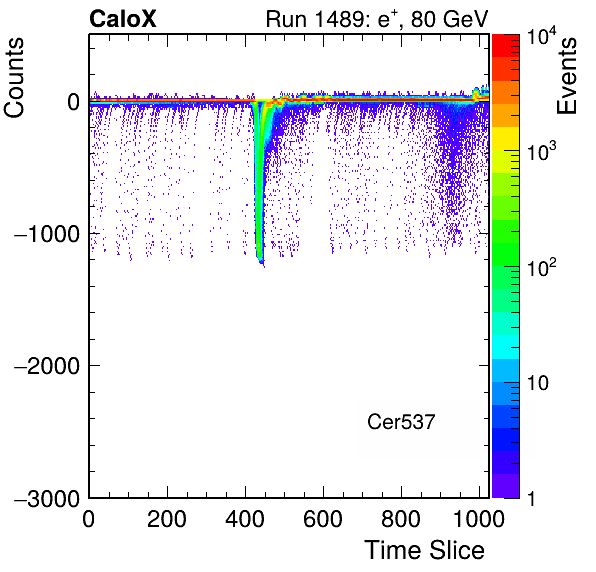 CaloX Run 1489: e⁺, 80 GeV
Counts
0
−1000
−2000
−3000
0 200 400 600 800 1000
Time Slice
Cer537
Events
10⁴
10³
10²
10
1